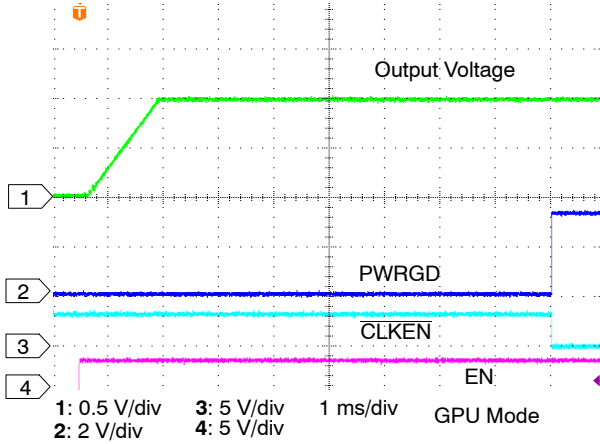 T
Output Voltage
1
PWRGD
2
CLKEN
3
EN
4
1: 0.5 V/div 3: 5 V/div 1 ms/div GPU Mode
2: 2 V/div 4: 5 V/div